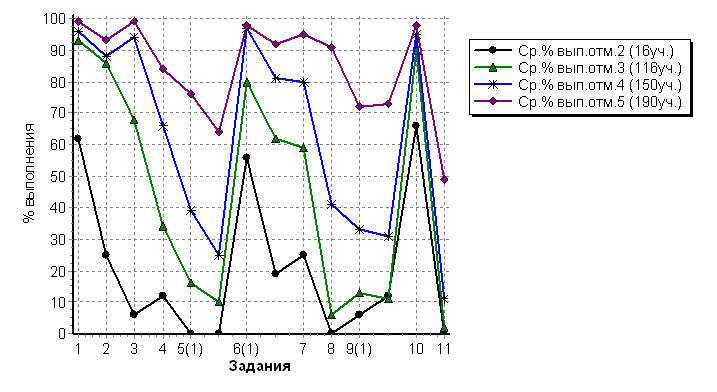 100
90
80
70
60
50
40
30
20
10
0
% выполнения
1 2 3 4 5(1) 6(1) 7 8 9(1) 10 11
Задания
Ср.% вып.отм.2 (16уч.)
Ср.% вып.отм.3 (116уч.)
Ср.% вып.отм.4 (150уч.)
Ср.% вып.отм.5 (190уч.)